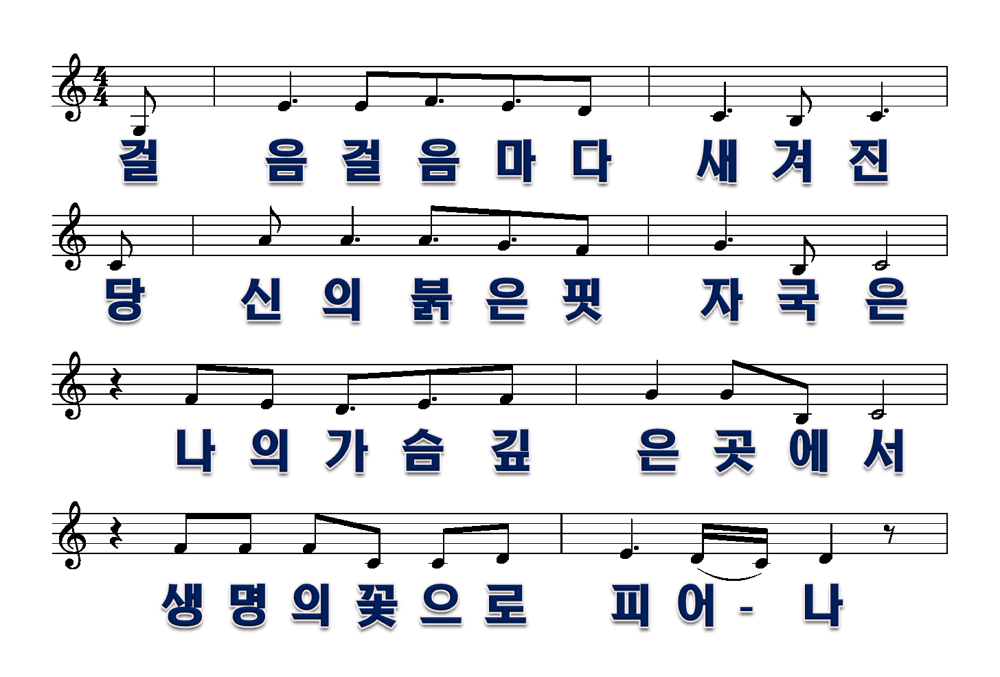 걸 음 걸 음 마 다 새 겨 진
당 신 의 붉 은 핏 자 국 은
나 의 가 슴 깊 은 곳 에 서
생 명 의 꽃 으 로 피 어 - 나